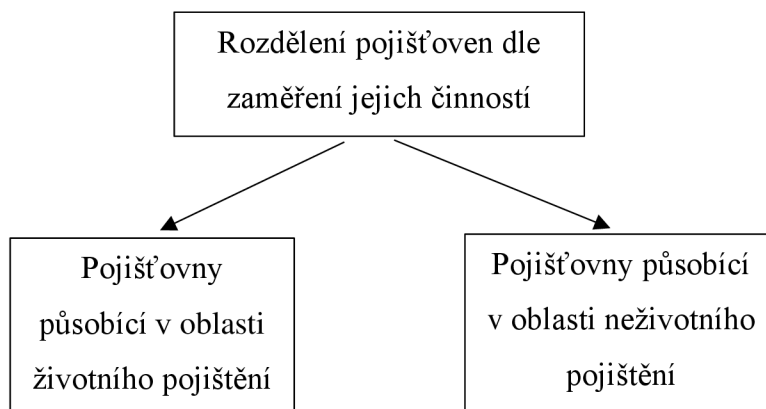 Rozdělení pojišťoven dle
zaměření jejich činností
Pojišťovny
působící v oblasti
životního pojištění
Pojišťovny působící
v oblasti neživotního
pojištění